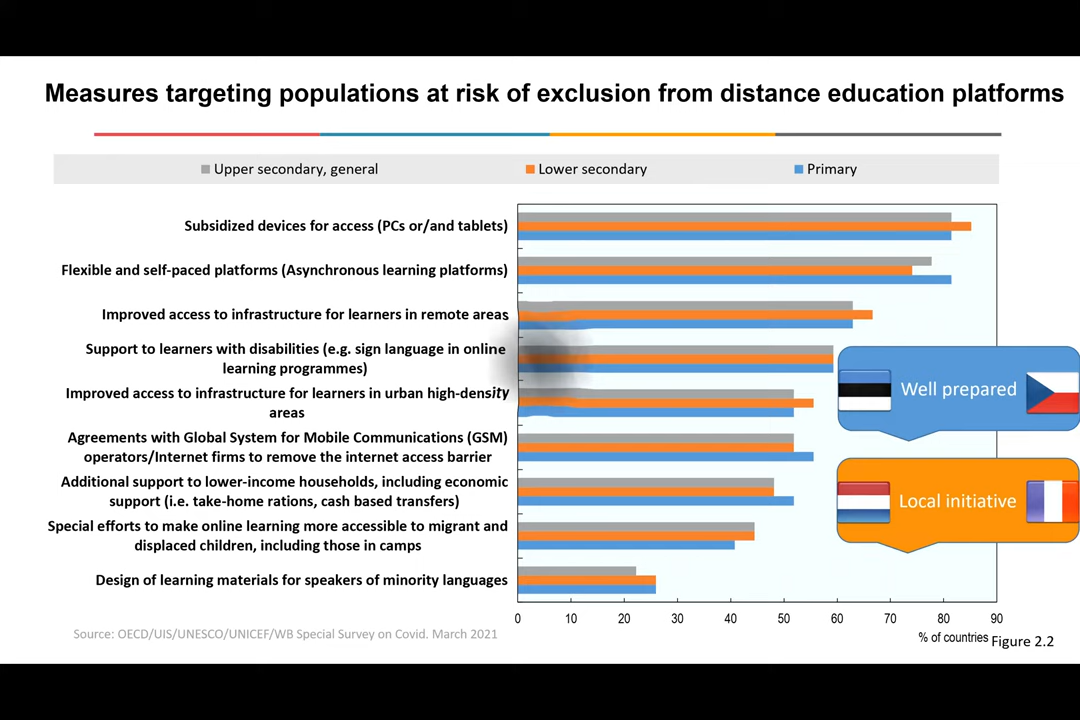 Measures targeting populations at risk of exclusion from distance education platforms
Upper secondary, general
Lower secondary
Primary
Subsidized devices for access (PCs or/and tablets)
Flexible and self-paced platforms (Asynchronous learning platforms)
Improved access to infrastructure for learners in remote areas
Support to learners with disabilities (e.g. sign language in online
learning programmes)
Improved access to infrastructure for learners in urban high-density
areas
Agreements with Global System for Mobile Communications (GSM)
operators/Internet firms to remove the internet access barrier
Additional support to lower-income households, including economic
support (i.e. take-home rations, cash based transfers)
Special efforts to make online learning more accessible to migrant and
displaced children, including those in camps
Design of learning materials for speakers of minority languages
Well prepared
Local initiative
0 10 20 30 40 50 60 70 80 90
% of countries
Figure 2.2
Source: OECD/UIS/UNESCO/UNICEF/WB Special Survey on Covid. March 2021